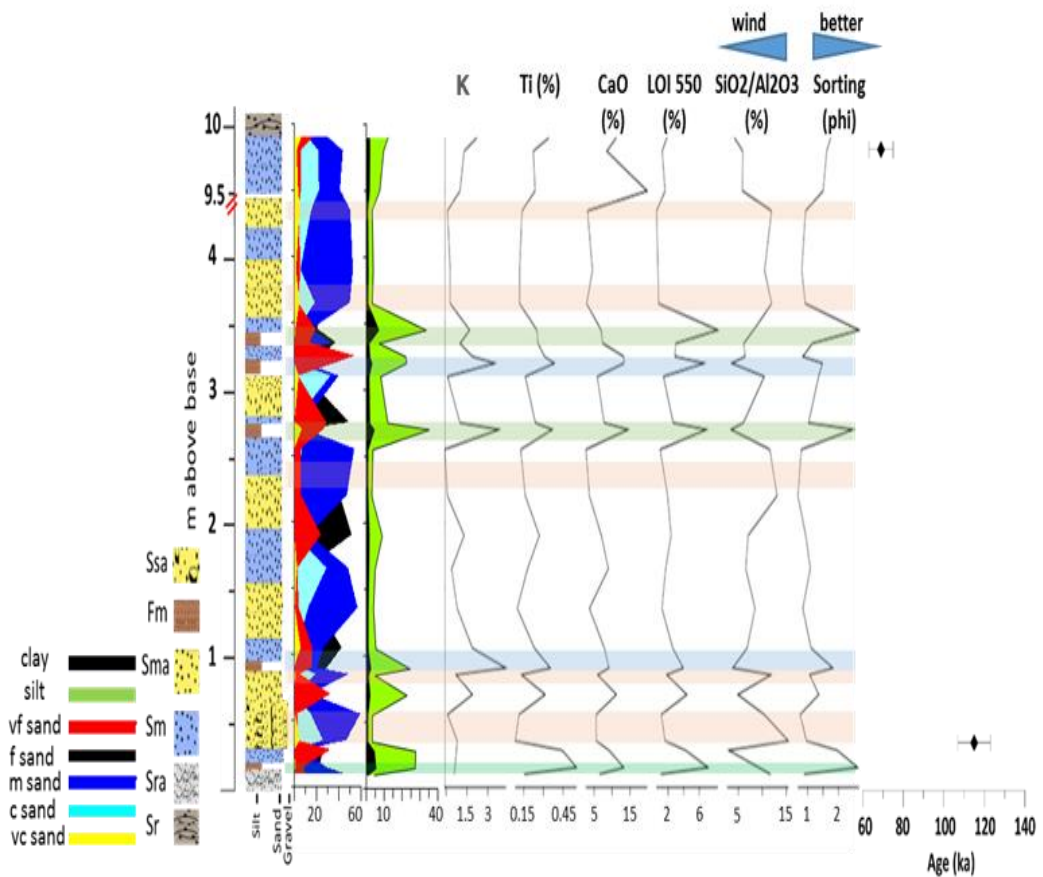 wind better
K Ti (%) CaO (%) LOI 550 (%) SiO2/Al2O3 (%) Sorting (phi)
m above base
10
9.5
4
3
2
1
Ssa
Fm
Sma
Sm
Sra
Sr
clay
silt
vf sand
f sand
m sand
c sand
vc sand
Silt
Sand
Gravel
20 60 10 40 1.5 3 0.15 0.45 5 15 2 6 5 15 1 2
60 80 100 120 140
Age (ka)